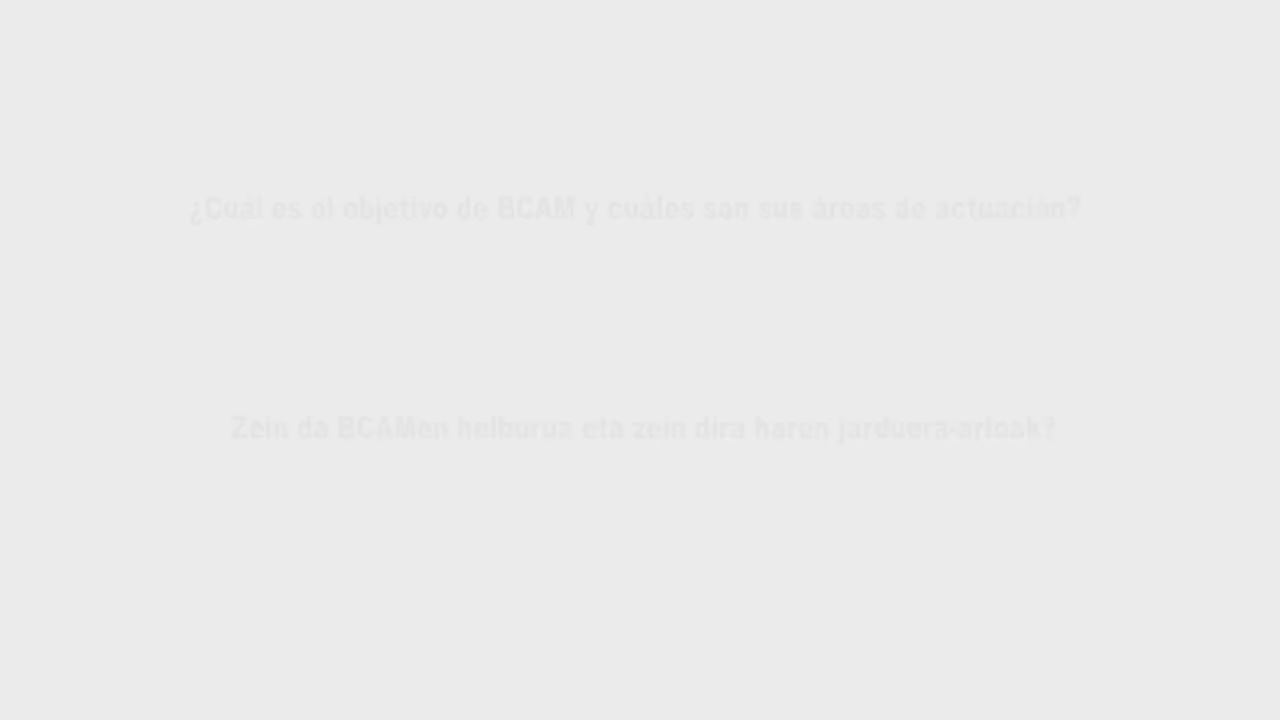 ¿Cuál es el objetivo de BCAM y cuáles son sus áreas de actuación?
Zein da BCAMen helburua eta zein dira haren jarduera-arloak?